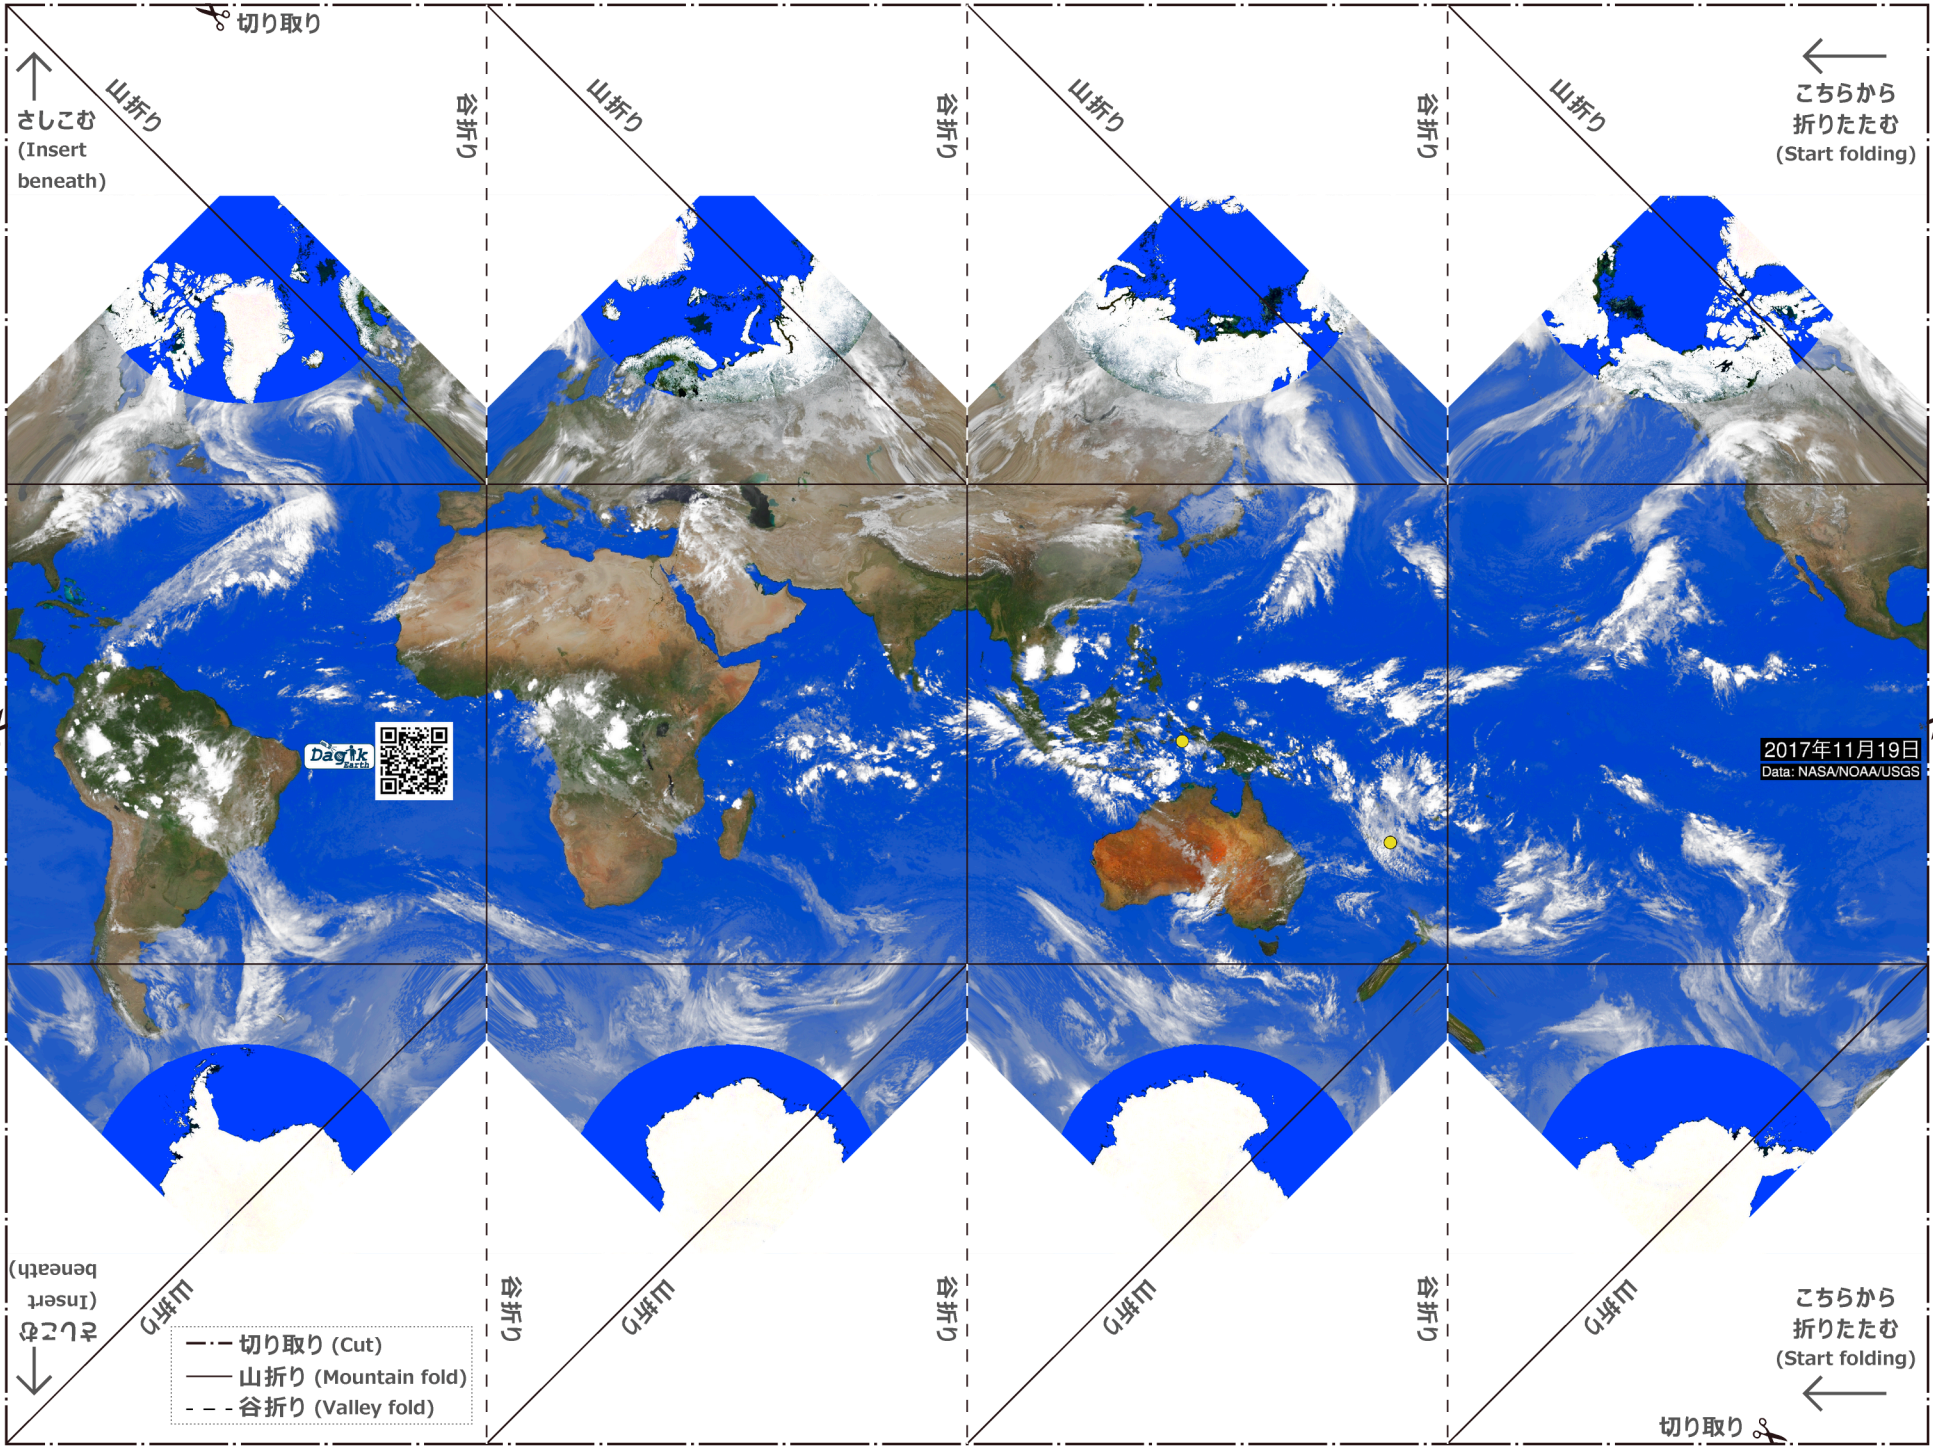 切り取り
山折り
山折り
山折り
山折り
谷折り
谷折り
谷折り
さしこむ
(Insert
beneath)
こちらから
折りたたむ
(Start folding)
Dagik
Earth
2017年11月19日
Data: NASA/NOAA/USGS
さしこむ
(Insert
beneath)
山折り
山折り
山折り
山折り
谷折り
谷折り
谷折り
こちらから
折りたたむ
(Start folding)
切り取り (Cut)
山折り (Mountain fold)
谷折り (Valley fold)
切り取り